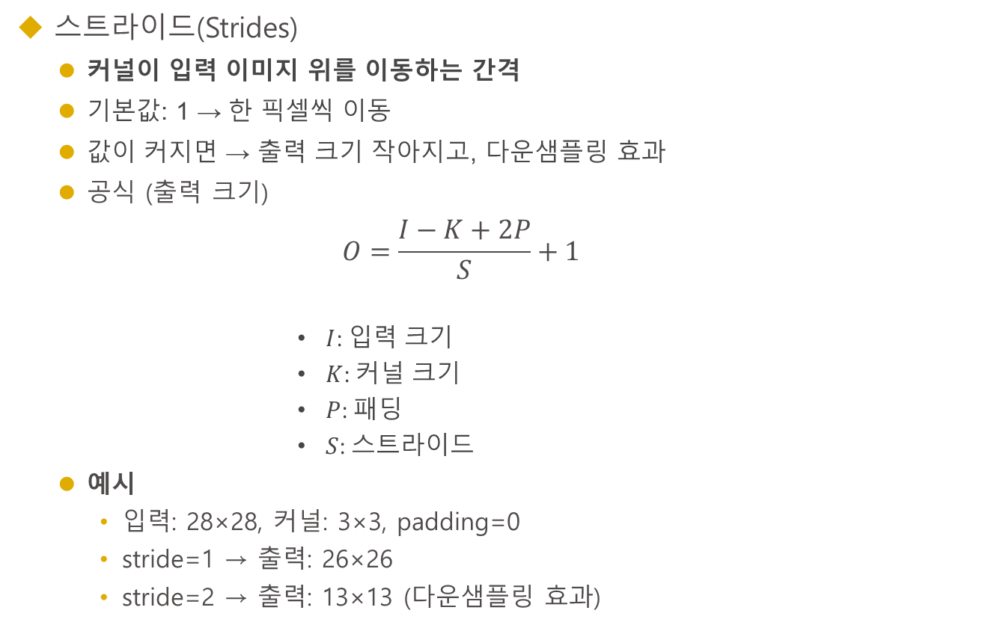 ◆ 스트라이드(Strides)
● 커널이 입력 이미지 위를 이동하는 간격
● 기본값: 1 → 한 픽셀씩 이동
● 값이 커지면 → 출력 크기 작아지고, 다운샘플링 효과
● 공식 (출력 크기)
O = \frac{I − K + 2P}{S} + 1
• I: 입력 크기
• K: 커널 크기
• P: 패딩
• S: 스트라이드
● 예시
• 입력: 28×28, 커널: 3×3, padding=0
• stride=1 → 출력: 26×26
• stride=2 → 출력: 13×13 (다운샘플링 효과)